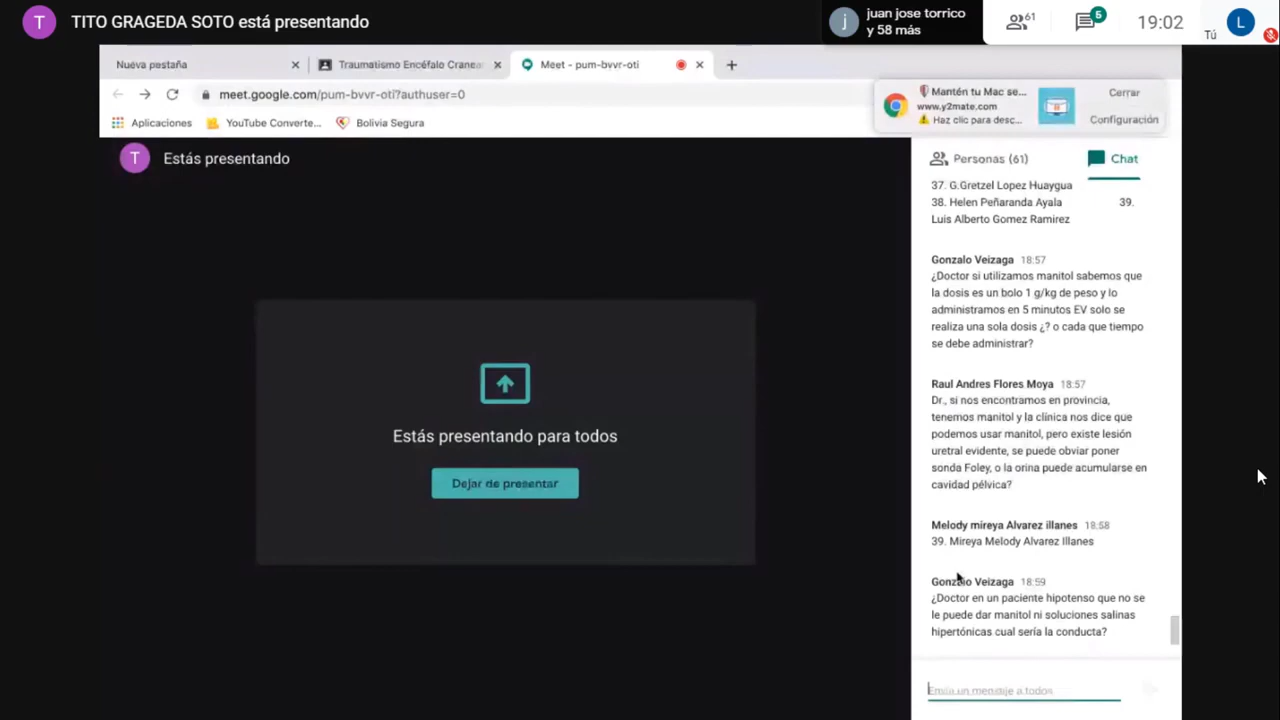 T
TITO GRAGEDA SOTO está presentando
j
juan jose torrico
y 58 más
61
5
19:02
Tú
L
Nueva pestaña
Traumatismo Encéfalo Cranea
Meet - pum-bvvr-oti
meet.google.com/pum-bvvr-oti?authuser=0
Mantén tu Mac se...
www.y2mate.com
Haz clic para desc...
Cerrar
Configuración
Aplicaciones
YouTube Converte...
Bolivia Segura
T
Estás presentando
Personas (61)
Chat
37. G.Gretzel Lopez Huaygua
38. Helen Peñaranda Ayala 39.
Luis Alberto Gomez Ramirez
Gonzalo Veizaga 18:57
¿Doctor si utilizamos manitol sabemos que
la dosis es un bolo 1 g/kg de peso y lo
administramos en 5 minutos EV solo se
realiza una sola dosis ¿? o cada que tiempo
se debe administrar?
Raul Andres Flores Moya 18:57
Dr., si nos encontramos en provincia,
tenemos manitol y la clínica nos dice que
podemos usar manitol, pero existe lesión
uretral evidente, se puede obviar poner
sonda Foley, o la orina puede acumularse en
cavidad pélvica?
Melody mireya Alvarez illanes 18:58
39. Mireya Melody Alvarez Illanes
Gonzalo Veizaga 18:59
¿Doctor en un paciente hipotenso que no se
le puede dar manitol ni soluciones salinas
hipertónicas cual sería la conducta?
Envía un mensaje a todos
Estás presentando para todos
Dejar de presentar